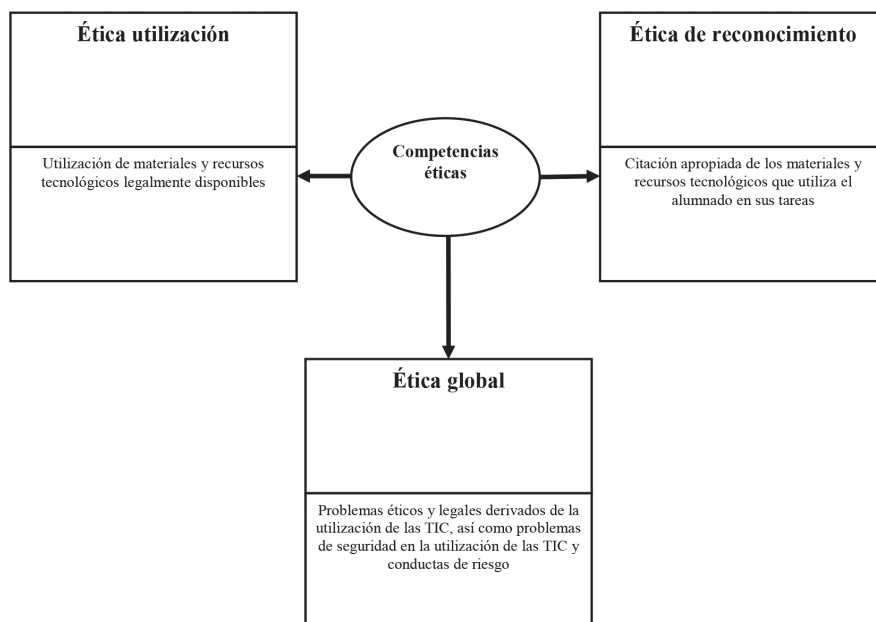 Ética utilización
Utilización de materiales y recursos
tecnológicos legalmente disponibles
Competencias
éticas
Ética de reconocimiento
Citación apropiada de los materiales y
recursos tecnológicos que utiliza el
alumnado en sus tareas
Ética global
Problemas éticos y legales derivados de la
utilización de las TIC, así como problemas
de seguridad en la utilización de las TIC y
conductas de riesgo